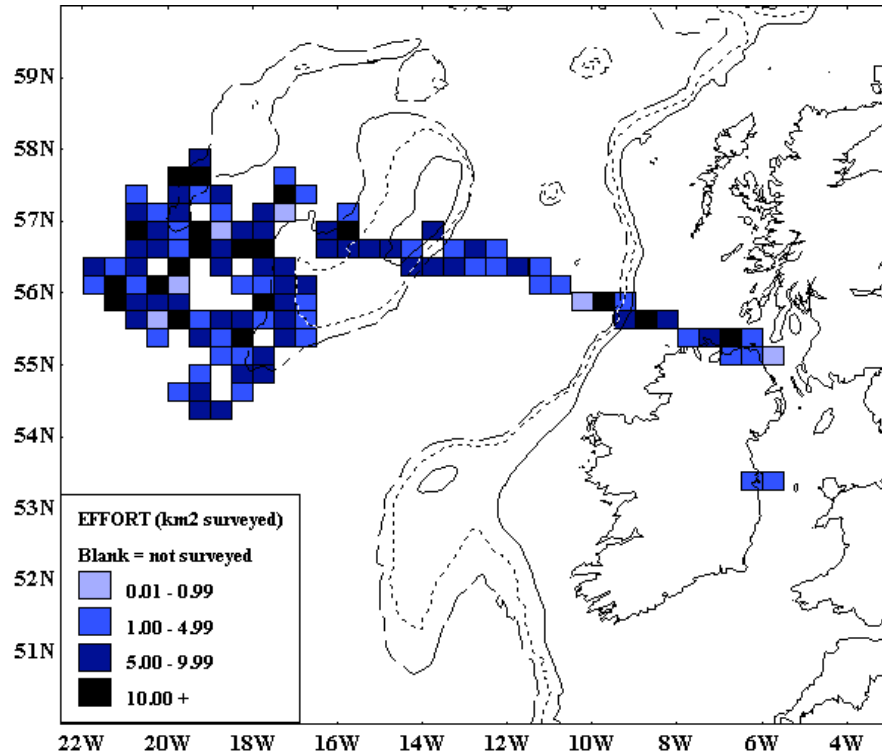 59N
58N
57N
56N
55N
54N
53N
52N
51N
EFFORT (km2 surveyed)
Blank = not surveyed
0.01 - 0.99
1.00 - 4.99
5.00 - 9.99
10.00 +
22W 20W 18W 16W 14W 12W 10W 8W 6W 4W